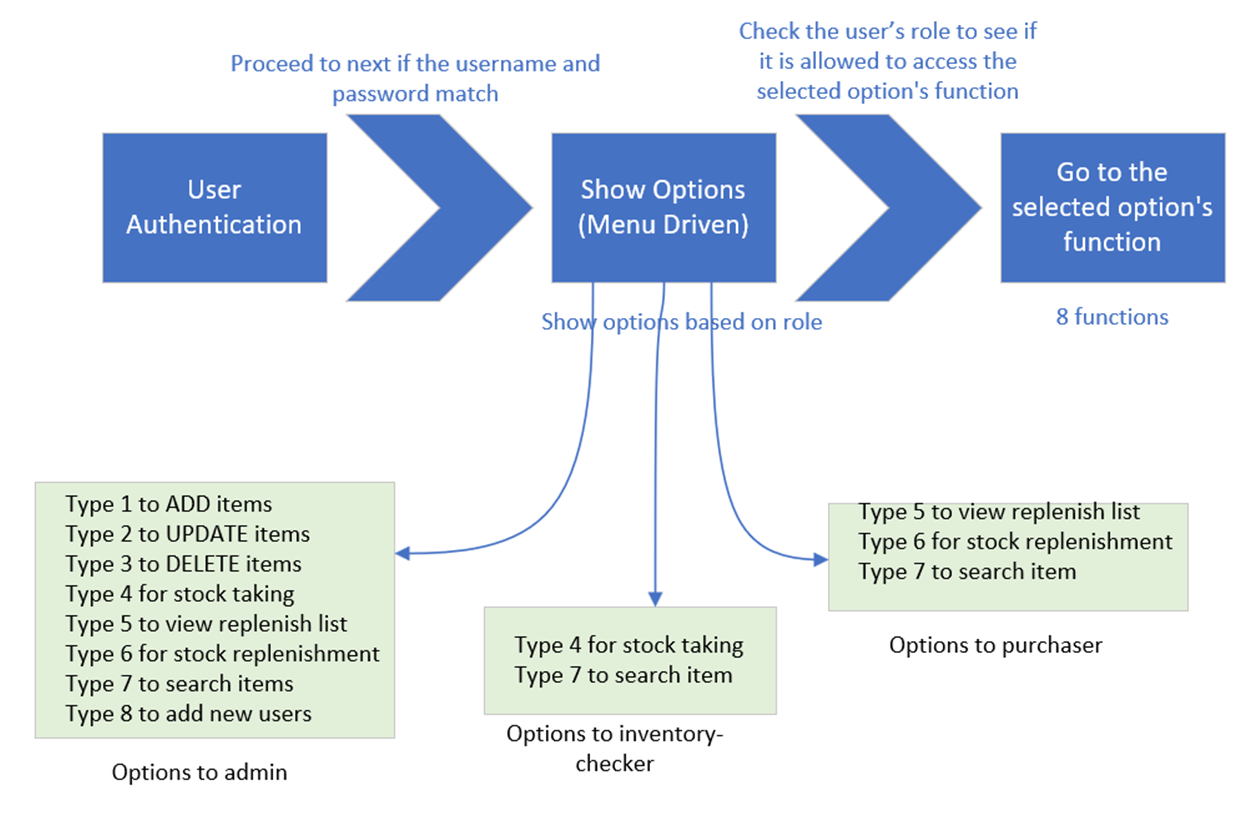 Proceed to next if the username and
password match
Check the user’s role to see if
it is allowed to access the
selected option's function
User
Authentication
Show Options
(Menu Driven)
Go to the
selected option's
function
Show options based on role
8 functions
Type 1 to ADD items
Type 2 to UPDATE items
Type 3 to DELETE items
Type 4 for stock taking
Type 5 to view replenish list
Type 6 for stock replenishment
Type 7 to search items
Type 8 to add new users
Options to admin
Type 4 for stock taking
Type 7 to search item
Options to inventory-
checker
Type 5 to view replenish list
Type 6 for stock replenishment
Type 7 to search item
Options to purchaser